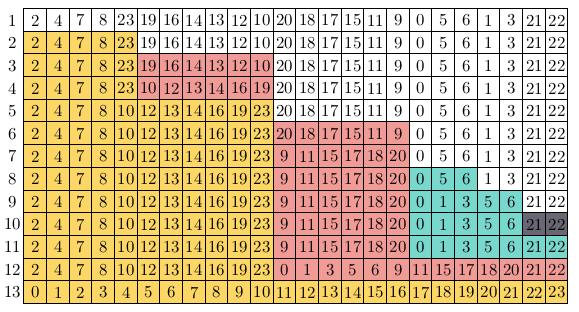 1 2 4 7 8 23 19 16 14 13 12 10 20 18 17 15 11 9 0 5 6 1 3 21 22
2 2 4 7 8 23 19 16 14 13 12 10 20 18 17 15 11 9 0 5 6 1 3 21 22
3 2 4 7 8 23 19 16 14 13 12 10 20 18 17 15 11 9 0 5 6 1 3 21 22
4 2 4 7 8 23 10 12 13 14 16 19 20 18 17 15 11 9 0 5 6 1 3 21 22
5 2 4 7 8 10 12 13 14 16 19 23 20 18 17 15 11 9 0 5 6 1 3 21 22
6 2 4 7 8 10 12 13 14 16 19 23 20 18 17 15 11 9 0 5 6 1 3 21 22
7 2 4 7 8 10 12 13 14 16 19 23 9 11 15 17 18 20 0 5 6 1 3 21 22
8 2 4 7 8 10 12 13 14 16 19 23 9 11 15 17 18 20 0 5 6 1 3 21 22
9 2 4 7 8 10 12 13 14 16 19 23 9 11 15 17 18 20 0 1 3 5 6 21 22
10 2 4 7 8 10 12 13 14 16 19 23 9 11 15 17 18 20 0 1 3 5 6 21 22
11 2 4 7 8 10 12 13 14 16 19 23 9 11 15 17 18 20 0 1 3 5 6 21 22
12 2 4 7 8 10 12 13 14 16 19 23 0 1 3 5 6 9 11 15 17 18 20 21 22
13 0 1 2 3 4 5 6 7 8 9 10 11 12 13 14 15 16 17 18 19 20 21 22 23